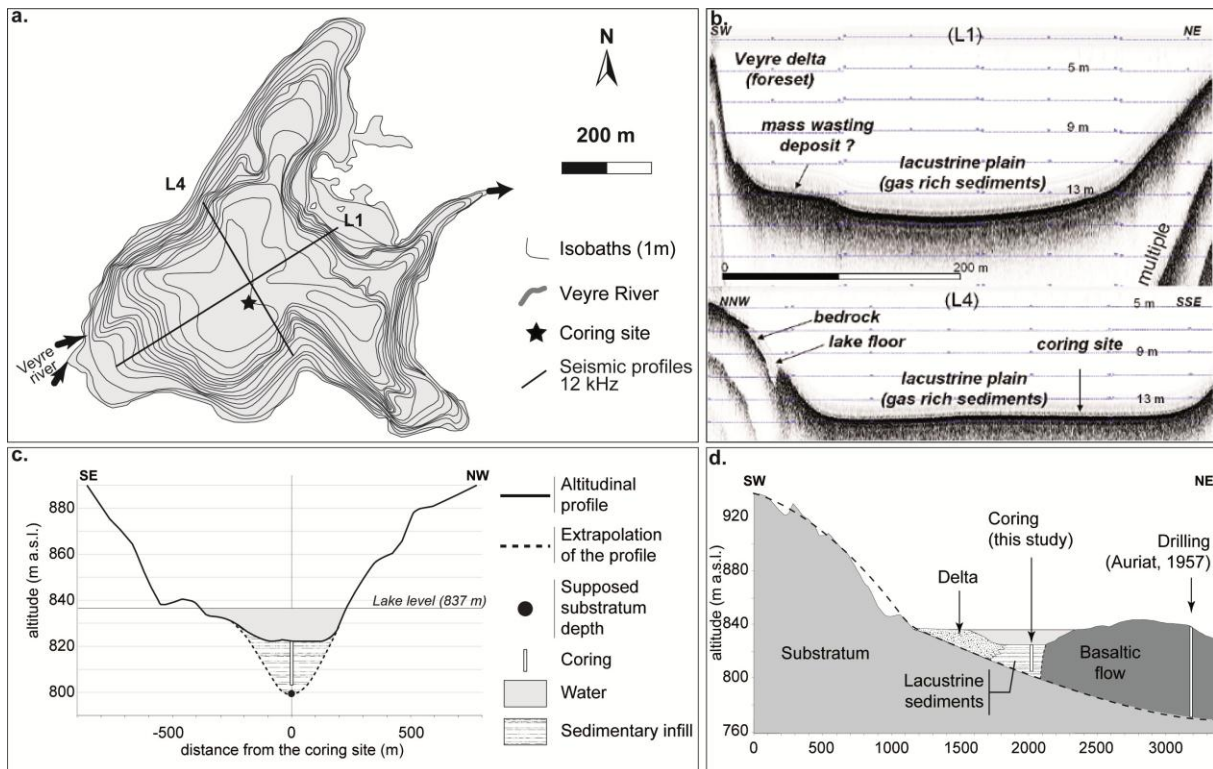 a.
N
200 m
L4
L1
Isobaths (1m)
Veyre River
Coring site
Seismic profiles
12 kHz
Veyre
river
b.
SW
(L1)
NE
Veyre delta
(foreset)
5 m
mass wasting
deposit ?
9 m
lacustrine plain
(gas rich sediments)
13 m
multiple
0
200 m
NNW
(L4)
SSE
5 m
bedrock
lake floor
coring site
9 m
lacustrine plain
(gas rich sediments)
13 m
c.
SE
NW
880
860
840
820
800
altitude (m a.s.l.)
Lake level (837 m)
-500
0
500
distance from the coring site (m)
Altitudinal
profile
Extrapolation
of the profile
Supposed
substratum
depth
Coring
Water
Sedimentary infill
d.
SW
NE
920
880
840
800
760
altitude (m a.s.l.)
Coring
(this study)
Drilling
(Auriat, 1957)
Delta
Substratum
Basaltic
flow
Lacustrine
sediments
0
500
1000
1500
2000
2500
3000